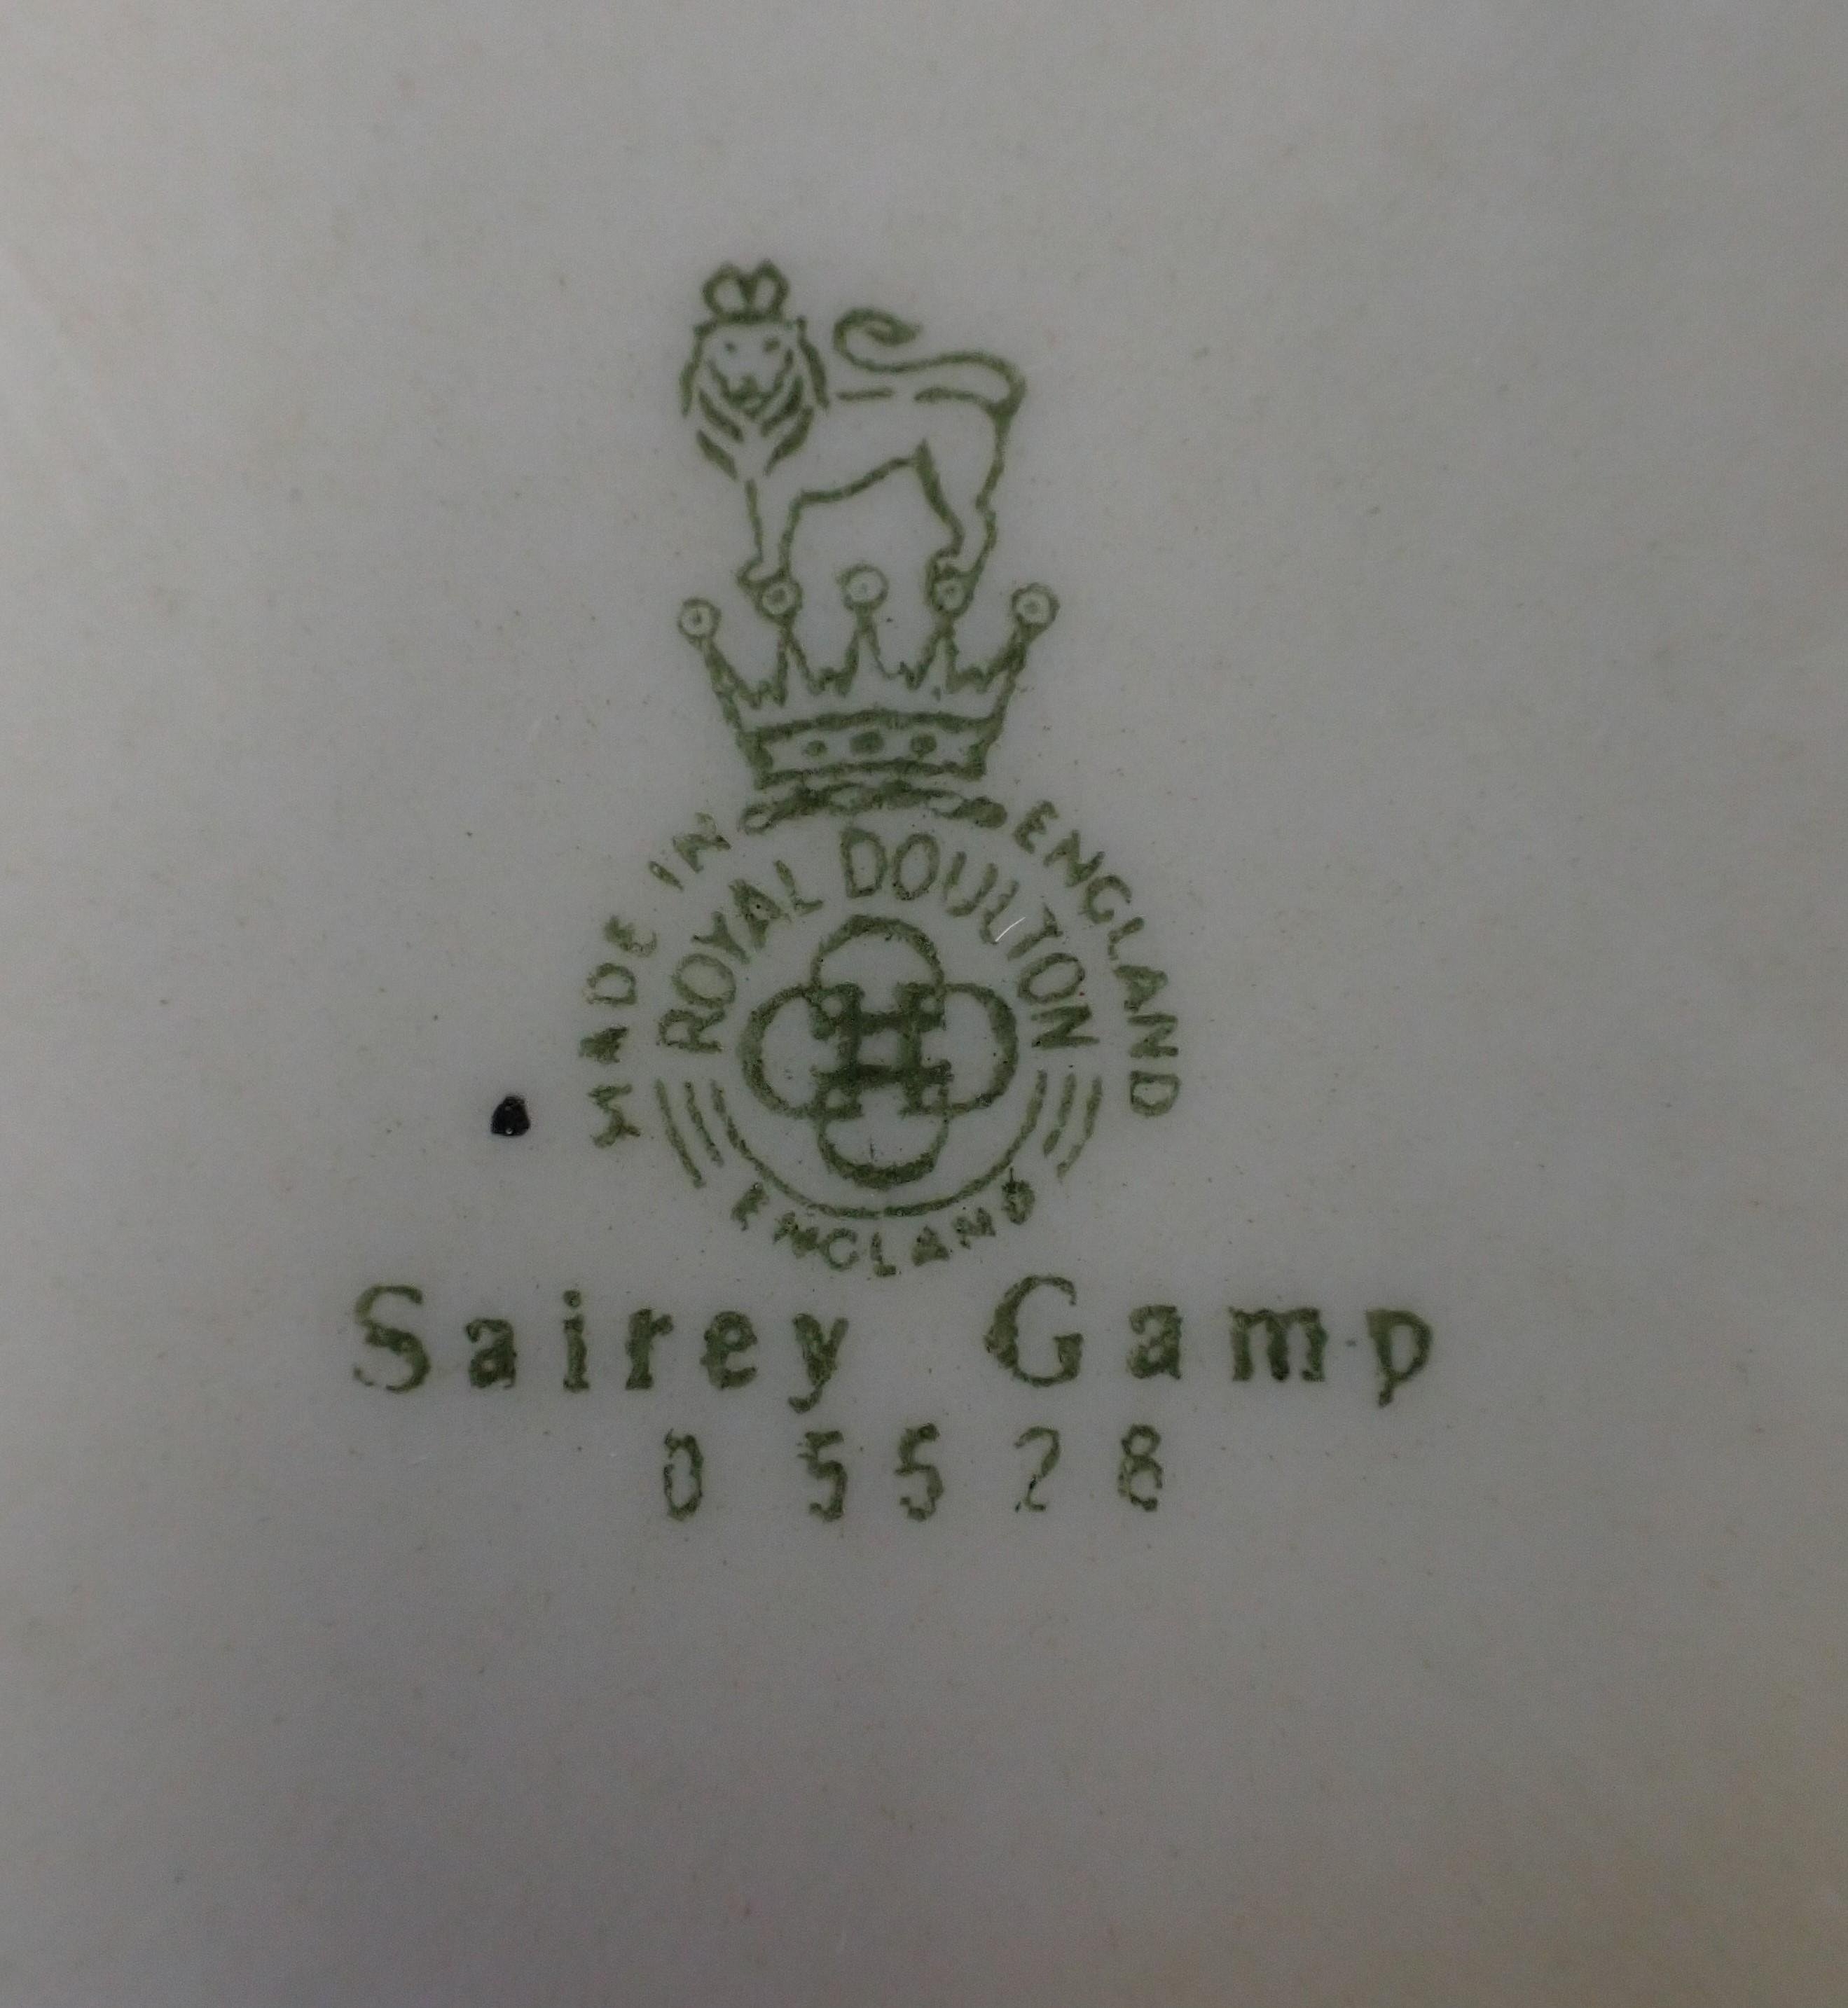 MADE IN ENGLAND
ROYAL DOULTON
ENGLAND
Sairey Gamp
D 5528